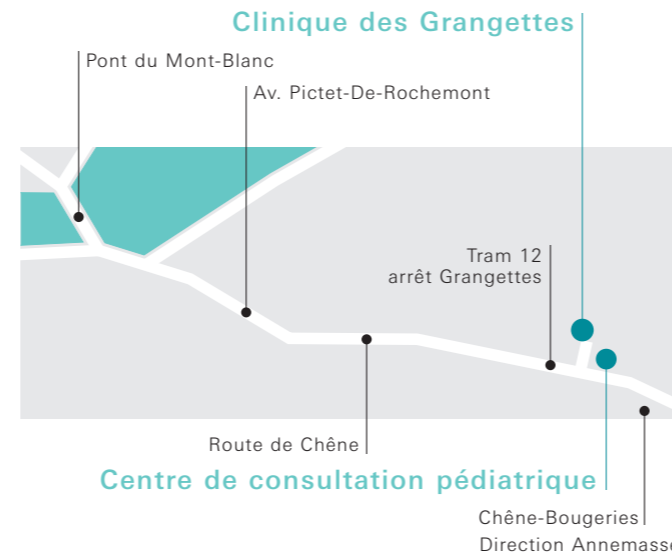 Clinique des Grangettes
Pont du Mont-Blanc
Av. Pictet-De-Rochemont
Tram 12
arrêt Grangettes
Route de Chêne
Centre de consultation pédiatrique
Chêne-Bougeries
Direction Annemasse